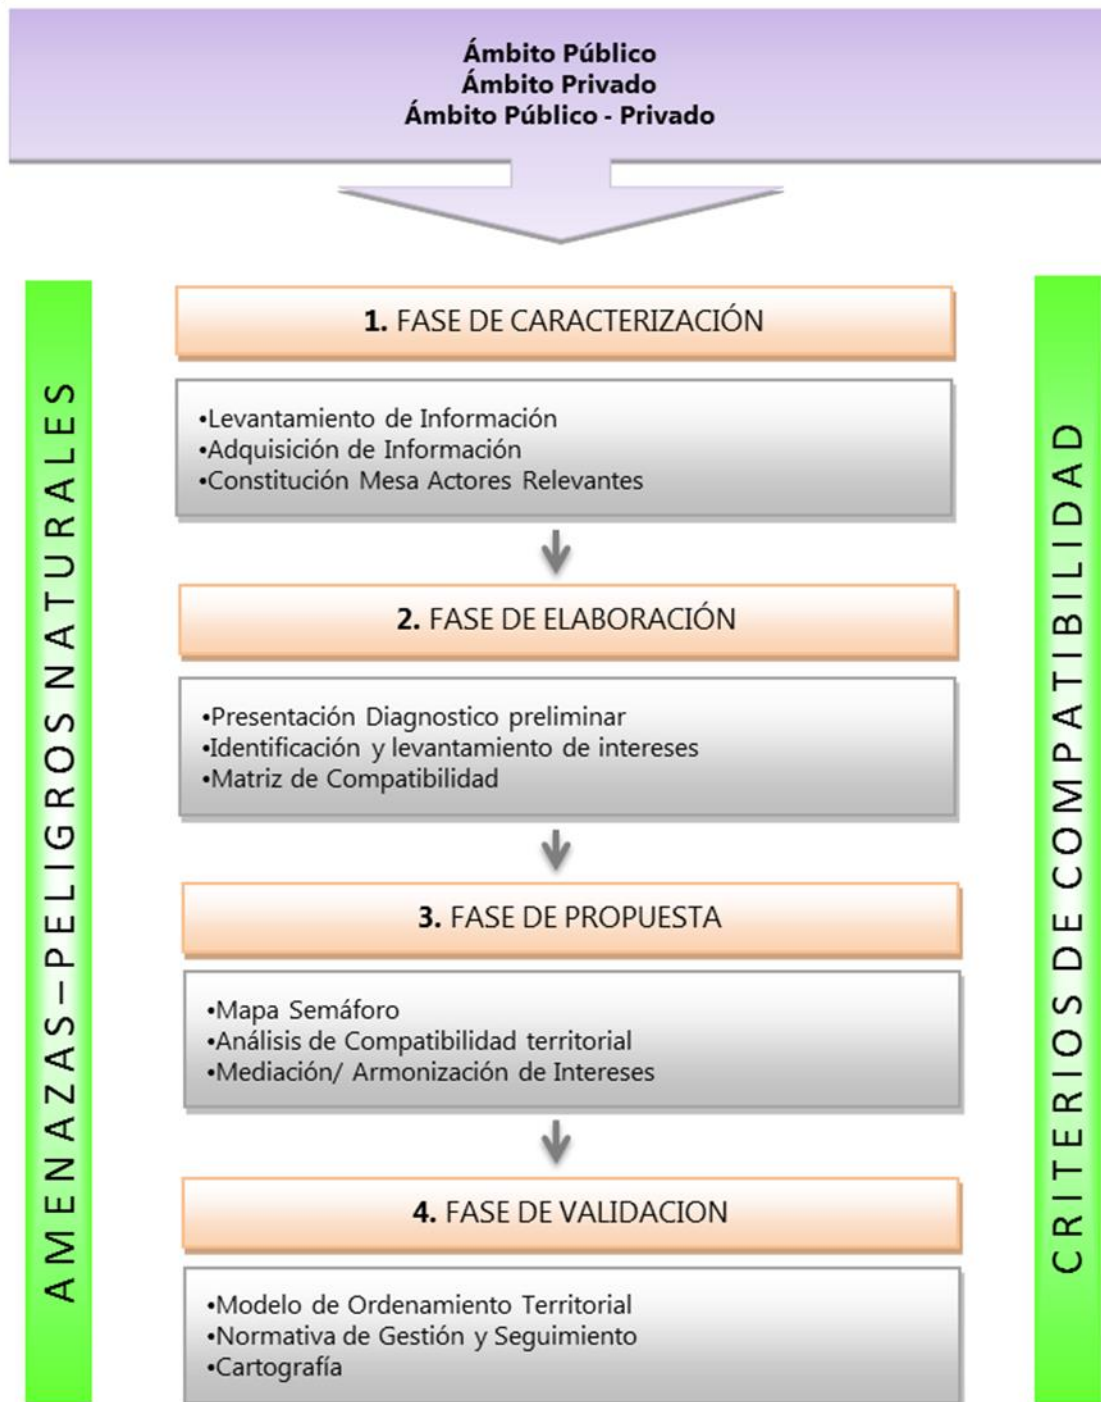 Ámbito Público
Ámbito Privado
Ámbito Público - Privado
AMENAZAS–PELIGROS NATURALES
1. FASE DE CARACTERIZACIÓN
•Levantamiento de Información
•Adquisición de Información
•Constitución Mesa Actores Relevantes
2. FASE DE ELABORACIÓN
•Presentación Diagnostico preliminar
•Identificación y levantamiento de intereses
•Matriz de Compatibilidad
3. FASE DE PROPUESTA
•Mapa Semáforo
•Análisis de Compatibilidad territorial
•Mediación/ Armonización de Intereses
4. FASE DE VALIDACION
•Modelo de Ordenamiento Territorial
•Normativa de Gestión y Seguimiento
•Cartografía
CRITERIOS DE COMPATIBILIDAD